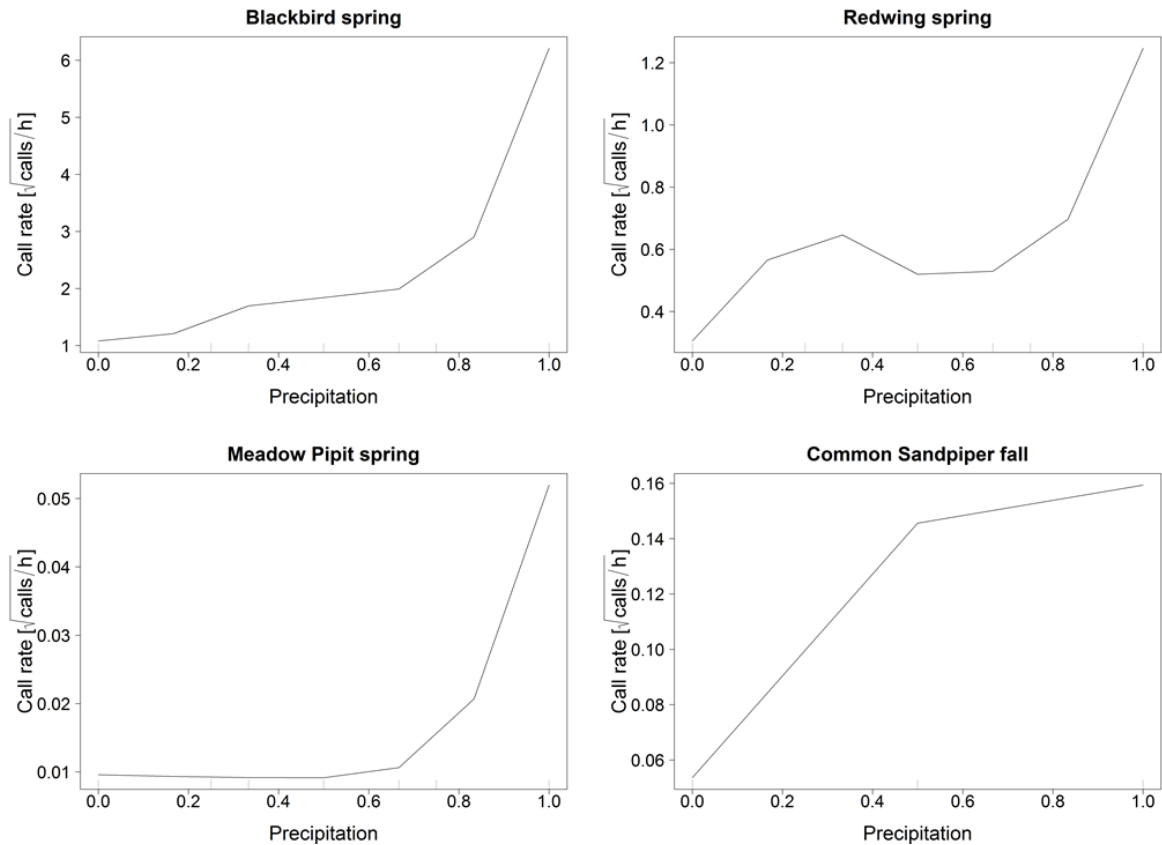 Blackbird spring
Call rate [√calls/h]
6
5
4
3
2
1
0.0 0.2 0.4 0.6 0.8 1.0
Precipitation
Redwing spring
Call rate [√calls/h]
1.2
1.0
0.8
0.6
0.4
0.0 0.2 0.4 0.6 0.8 1.0
Precipitation
Meadow Pipit spring
Call rate [√calls/h]
0.05
0.04
0.03
0.02
0.01
0.0 0.2 0.4 0.6 0.8 1.0
Precipitation
Common Sandpiper fall
Call rate [√calls/h]
0.16
0.14
0.12
0.10
0.08
0.06
0.0 0.2 0.4 0.6 0.8 1.0
Precipitation